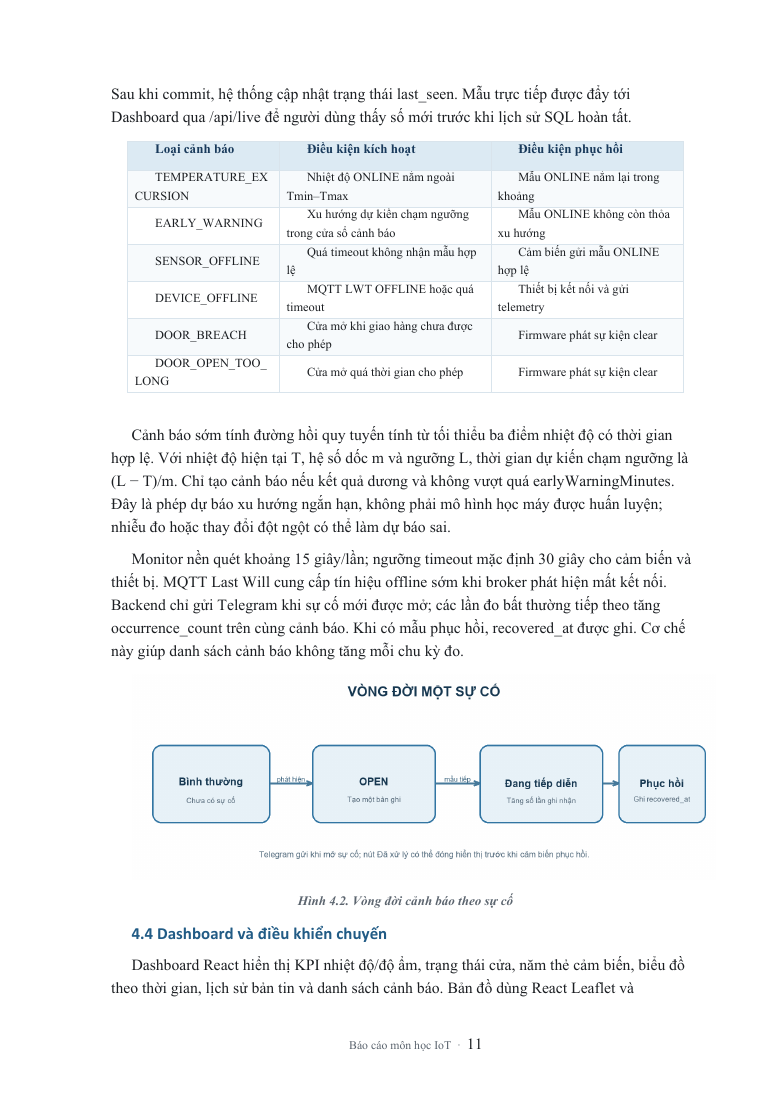 Sau khi commit, hệ thống cập nhật trạng thái last_seen. Mẫu trực tiếp được đẩy tới
Dashboard qua /api/live để người dùng thấy số mới trước khi lịch sử SQL hoàn tất.
Loại cảnh báo Điều kiện kích hoạt Điều kiện phục hồi
TEMPERATURE_EX Nhiệt độ ONLINE nằm ngoài Mẫu ONLINE nằm lại trong
CURSION Tmin–Tmax khoảng
EARLY_WARNING Xu hướng dự kiến chạm ngưỡng Mẫu ONLINE không còn thỏa
trong cửa sổ cảnh báo xu hướng
SENSOR_OFFLINE Quá timeout không nhận mẫu hợp Cảm biến gửi mẫu ONLINE
lệ hợp lệ
DEVICE_OFFLINE MQTT LWT OFFLINE hoặc quá Thiết bị kết nối và gửi
timeout telemetry
DOOR_BREACH Cửa mở khi giao hàng chưa được Firmware phát sự kiện clear
cho phép
DOOR_OPEN_TOO_ Cửa mở quá thời gian cho phép Firmware phát sự kiện clear
LONG
Cảnh báo sớm tính đường hồi quy tuyến tính từ tối thiểu ba điểm nhiệt độ có thời gian
hợp lệ. Với nhiệt độ hiện tại T, hệ số dốc m và ngưỡng L, thời gian dự kiến chạm ngưỡng là
(L − T)/m. Chỉ tạo cảnh báo nếu kết quả dương và không vượt quá earlyWarningMinutes.
Đây là phép dự báo xu hướng ngắn hạn, không phải mô hình học máy được huấn luyện;
nhiễu đo hoặc thay đổi đột ngột có thể làm dự báo sai.
Monitor nền quét khoảng 15 giây/lần; ngưỡng timeout mặc định 30 giây cho cảm biến và
thiết bị. MQTT Last Will cung cấp tín hiệu offline sớm khi broker phát hiện mất kết nối.
Backend chỉ gửi Telegram khi sự cố mới được mở; các lần đo bất thường tiếp theo tăng
occurrence_count trên cùng cảnh báo. Khi có mẫu phục hồi, recovered_at được ghi. Cơ chế
này giúp danh sách cảnh báo không tăng mỗi chu kỳ đo.
VÒNG ĐỜI MỘT SỰ CỐ
Bình thường
Chưa có sự cố
phát hiện
OPEN
Tạo một bản ghi
mẫu tiếp
Đang tiếp diễn
Tăng số lần ghi nhận
Phục hồi
Ghi recovered_at
Telegram gửi khi mở sự cố; nút Đã xử lý có thể đóng hiển thị trước khi cảm biến phục hồi.
Hình 4.2. Vòng đời cảnh báo theo sự cố
4.4 Dashboard và điều khiển chuyến
Dashboard React hiển thị KPI nhiệt độ/độ ẩm, trạng thái cửa, năm thẻ cảm biến, biểu đồ
theo thời gian, lịch sử bản tin và danh sách cảnh báo. Bản đồ dùng React Leaflet và
Báo cáo môn học IoT · 11